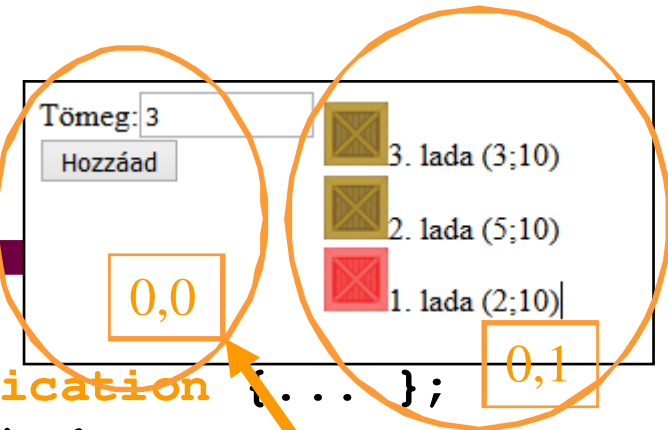 Tömeg: 3
Hozzáad
3. lada (3;10)
2. lada (5;10)
1. lada (2;10)
0,0
0,1
ication {... };